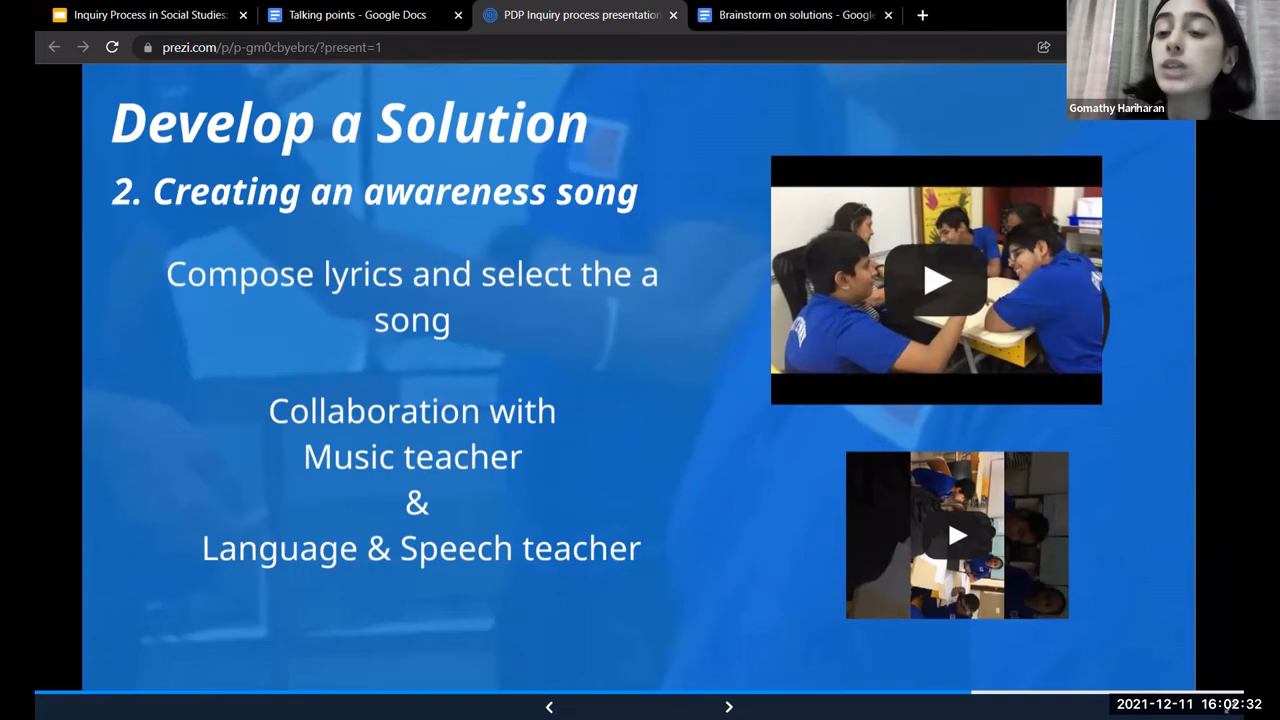 Inquiry Process in Social Studies:
Talking points - Google Docs
PDP Inquiry process presentation
Brainstorm on solutions - Google
prezi.com/p/p-gm0cbyebrs/?present=1
Gomathy Hariharan
Develop a Solution
2. Creating an awareness song
Compose lyrics and select the a
song
Collaboration with
Music teacher
&
Language & Speech teacher
2021-12-11 16:02:32